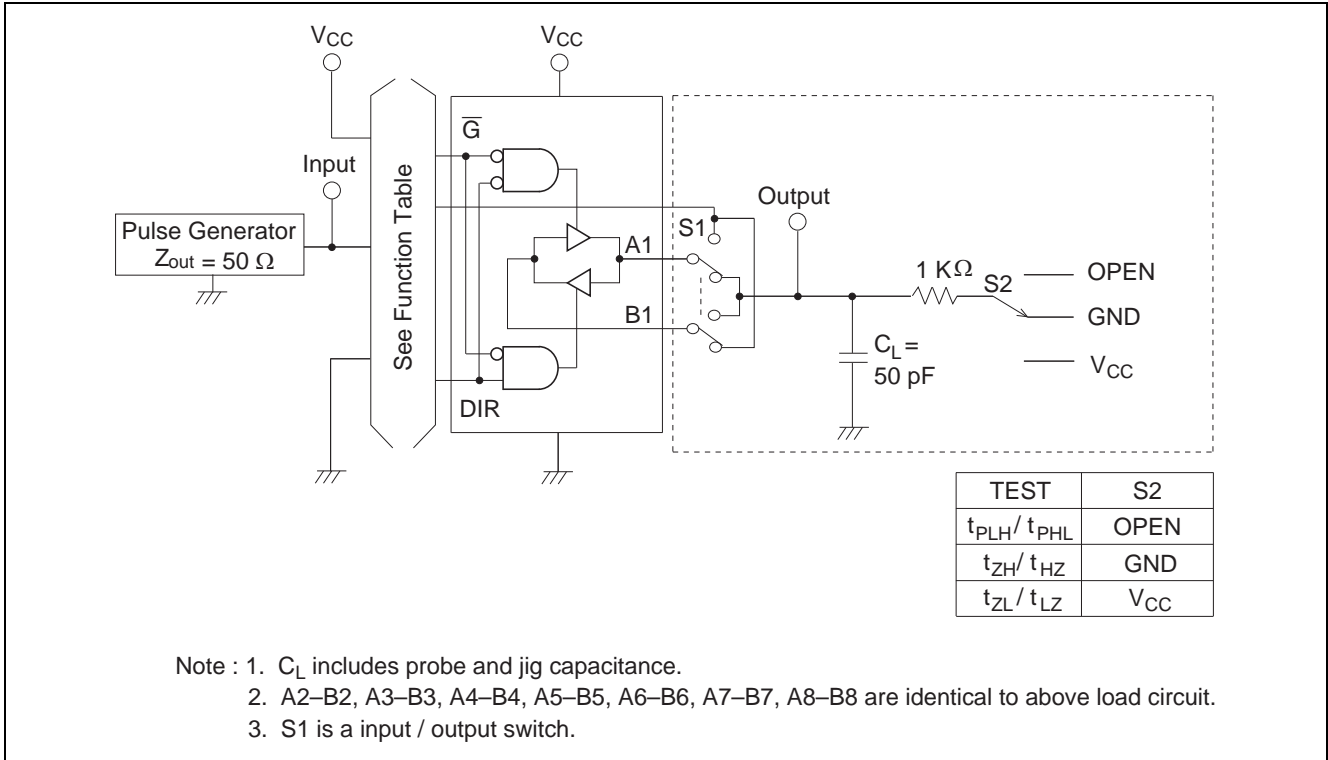 VCC
VCC
G
Input
See Function Table
Pulse Generator
Zout = 50 Ω
Output
S1
A1
B1
DIR
1 KΩ
S2
OPEN
GND
VCC
CL =
50 pF
TEST S2
tPLH / tPHL OPEN
tZH / tHZ GND
tZL / tLZ VCC
Note : 1. CL includes probe and jig capacitance.
2. A2–B2, A3–B3, A4–B4, A5–B5, A6–B6, A7–B7, A8–B8 are identical to above load circuit.
3. S1 is a input / output switch.